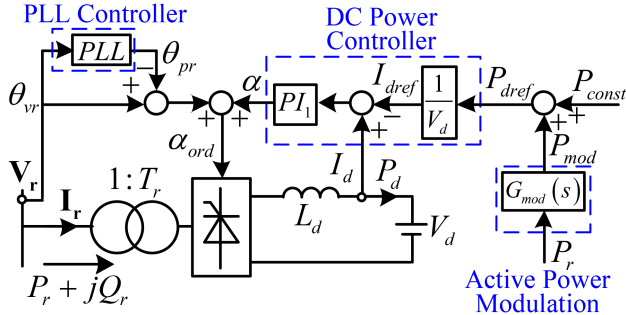 PLL Controller
DC Power
Controller
PLL
θpr
θvr
α
PI1
Idref
1/Vd
Pdref
Pconst
Pmod
αord
Id
Pd
Vr
Ir
1:Tr
Ld
Vd
Gmod(s)
Pr
Pr + jQr
Active Power
Modulation